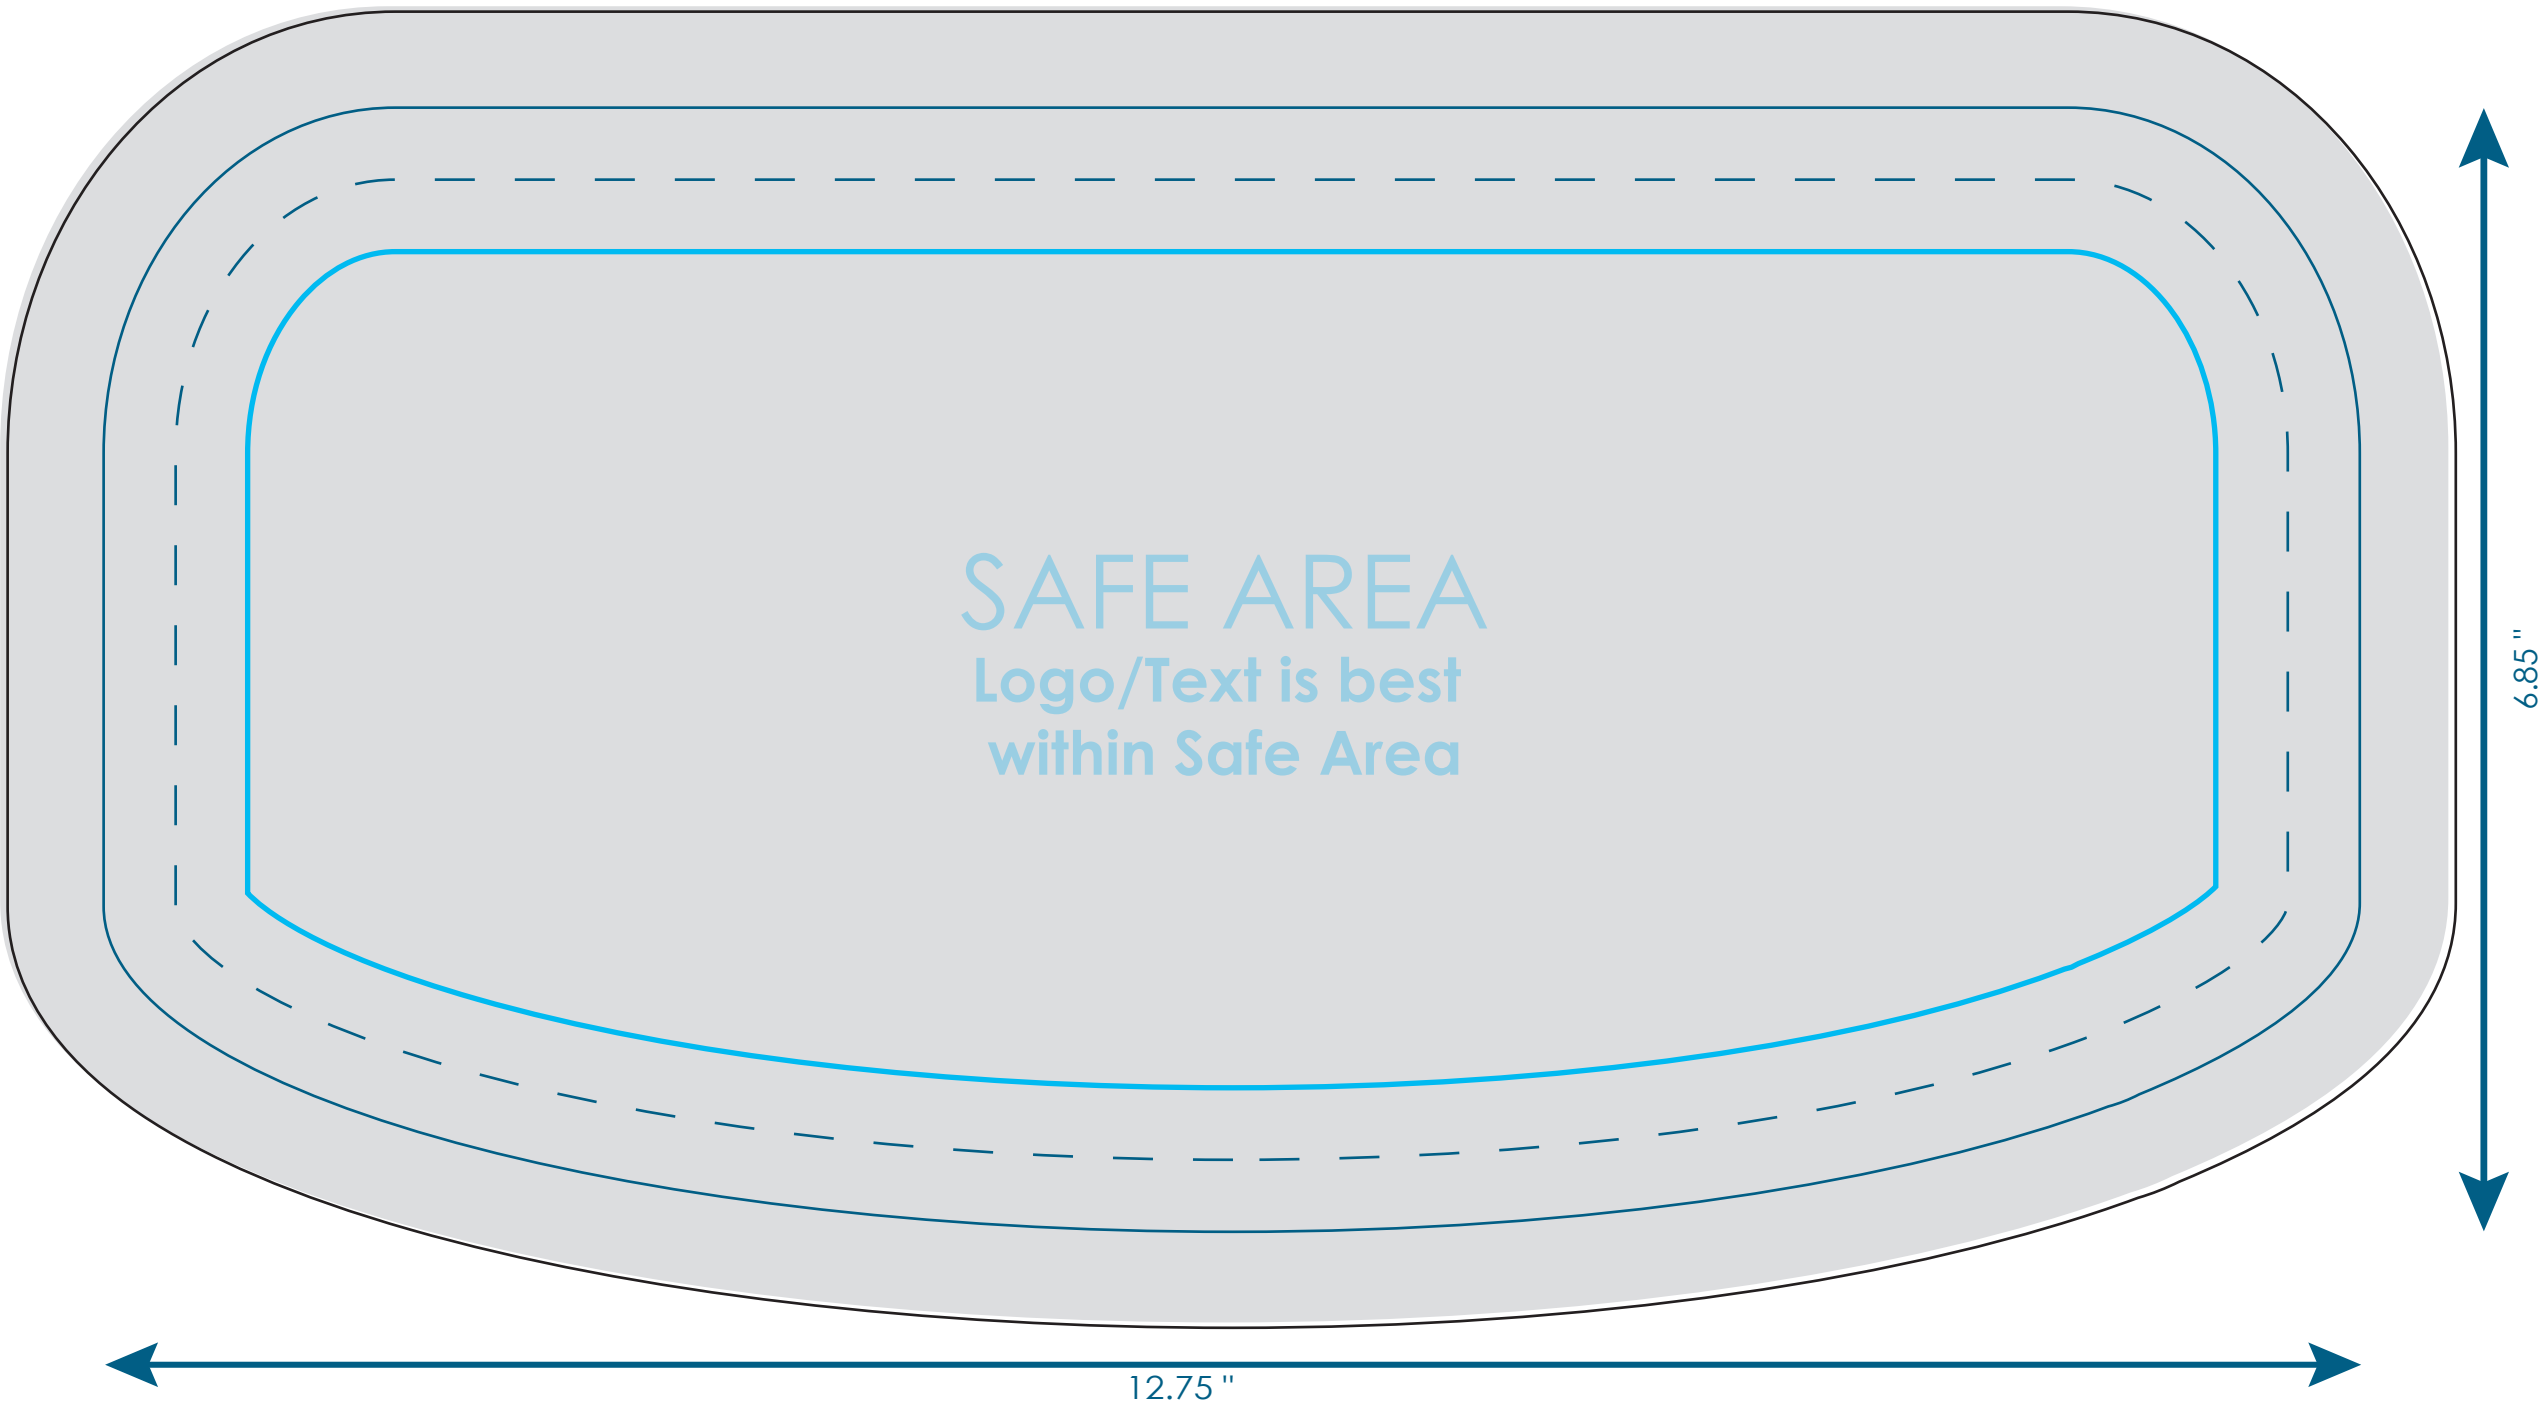 SAFE AREA
Logo/Text is best
within Safe Area
6.85 "
12.75 "